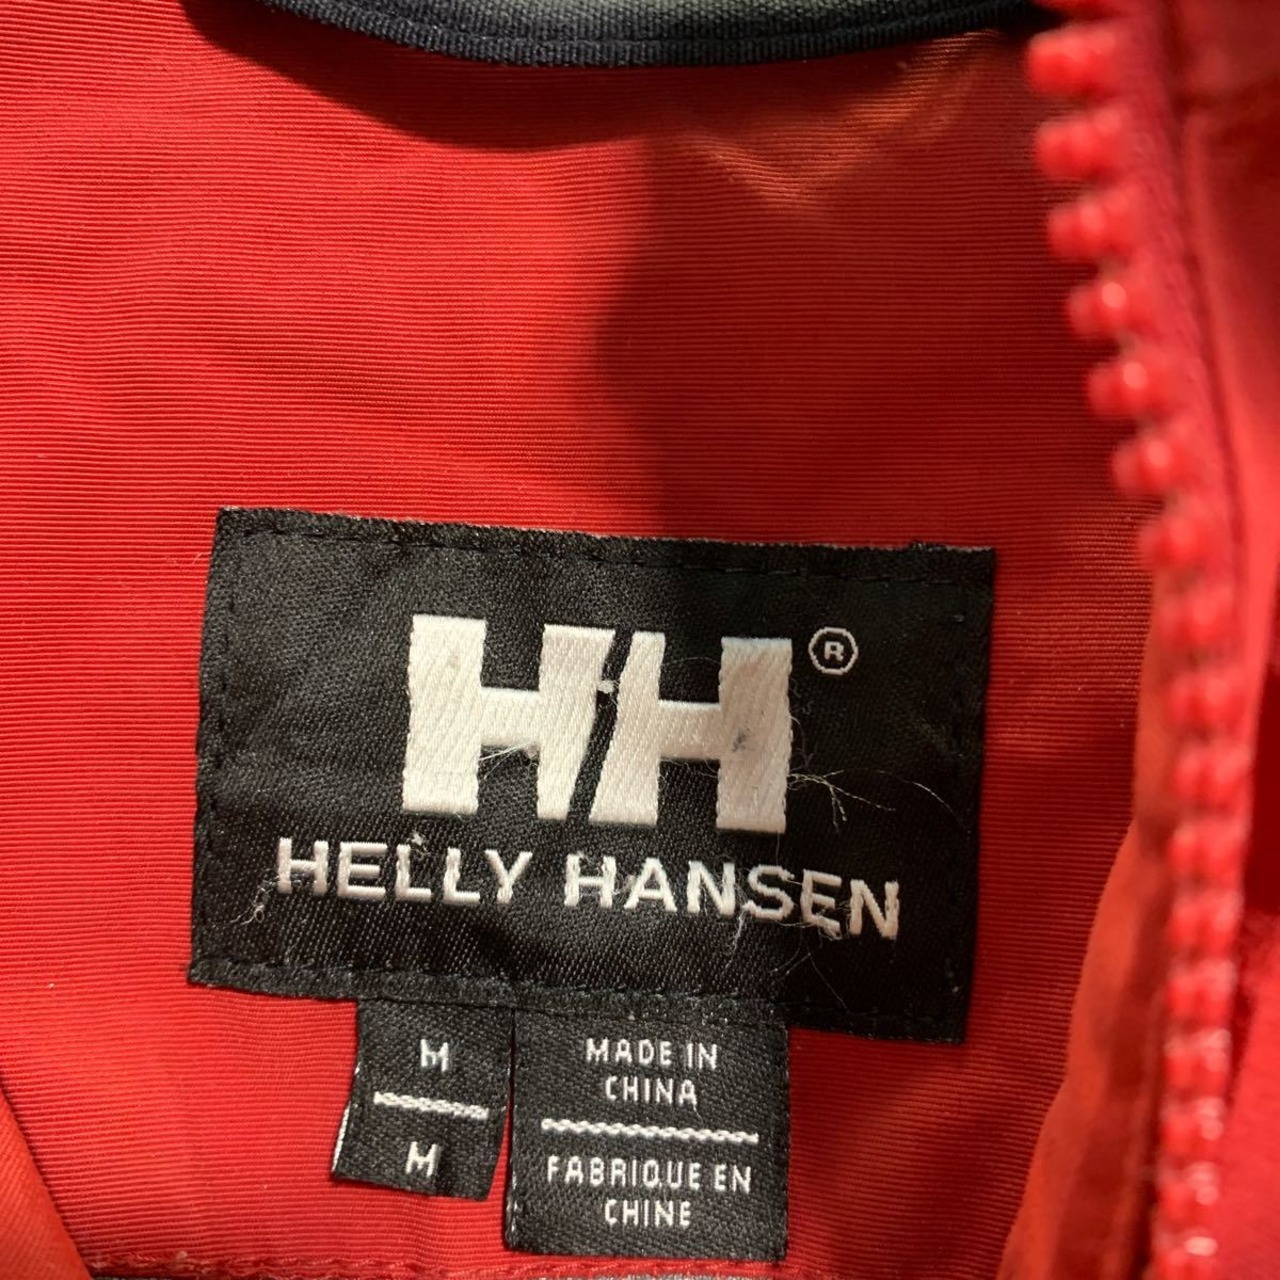 HH®
HELLY HANSEN
M
M
MADE IN
CHINA
FABRIQUE EN
CHINE